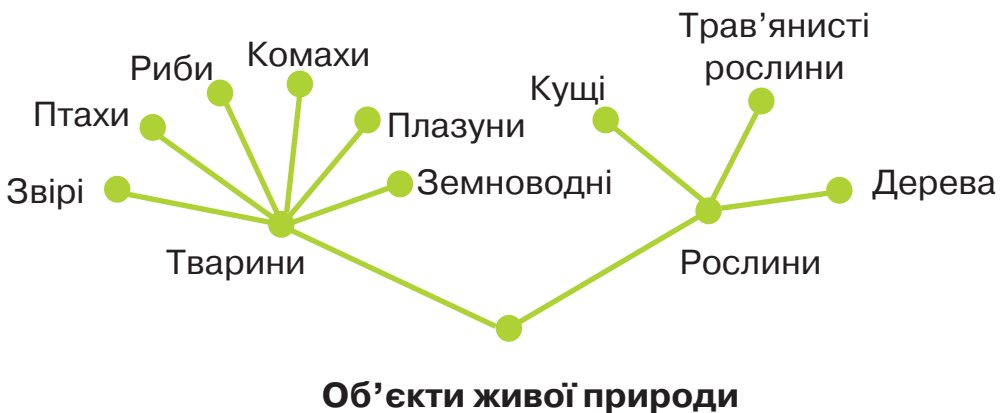 Трав’янисті
рослини
Комахи
Риби
Кущі
Птахи
Плазуни
Звірі
Земноводні
Дерева
Тварини
Рослини
Об’єкти живої природи